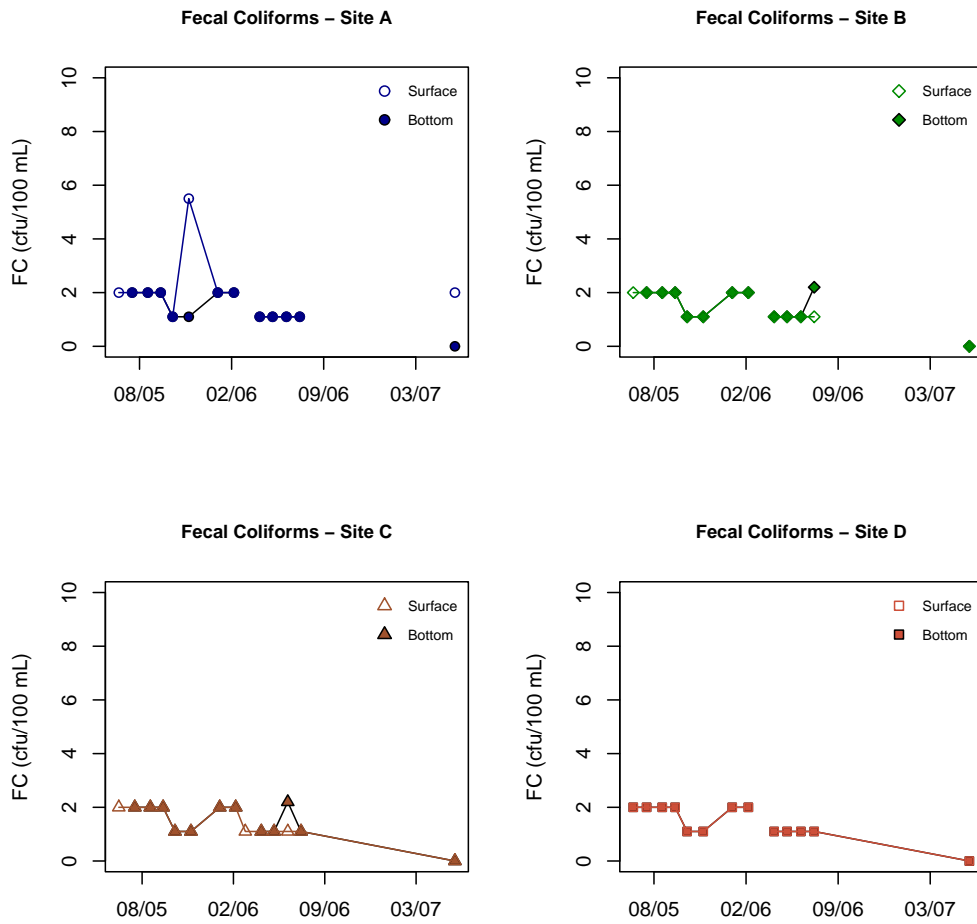 Fecal Coliforms − Site A
FC (cfu/100 mL)
10
8
6
4
2
0
Surface
Bottom
08/05 02/06 09/06 03/07
Fecal Coliforms − Site B
FC (cfu/100 mL)
10
8
6
4
2
0
Surface
Bottom
08/05 02/06 09/06 03/07
Fecal Coliforms − Site C
FC (cfu/100 mL)
10
8
6
4
2
0
Surface
Bottom
08/05 02/06 09/06 03/07
Fecal Coliforms − Site D
FC (cfu/100 mL)
10
8
6
4
2
0
Surface
Bottom
08/05 02/06 09/06 03/07